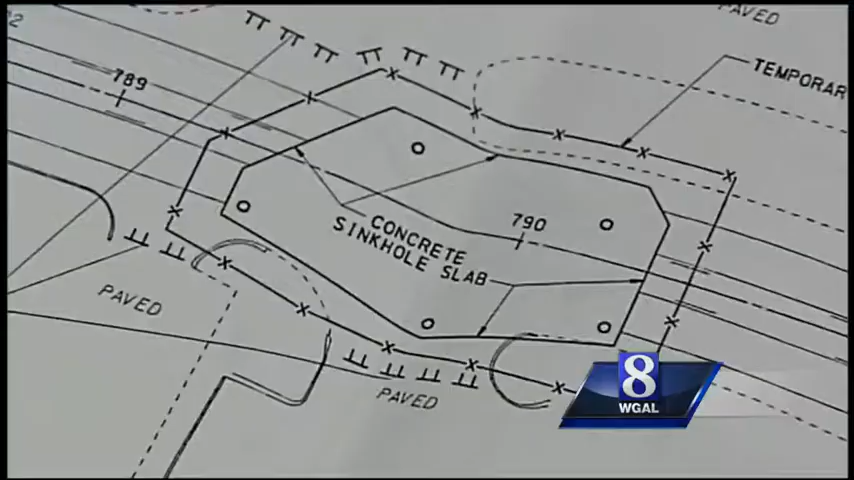 PAVED
TEMPORAR
789
790
CONCRETE
SINKHOLE SLAB
PAVED
PAVED
8
WGAL